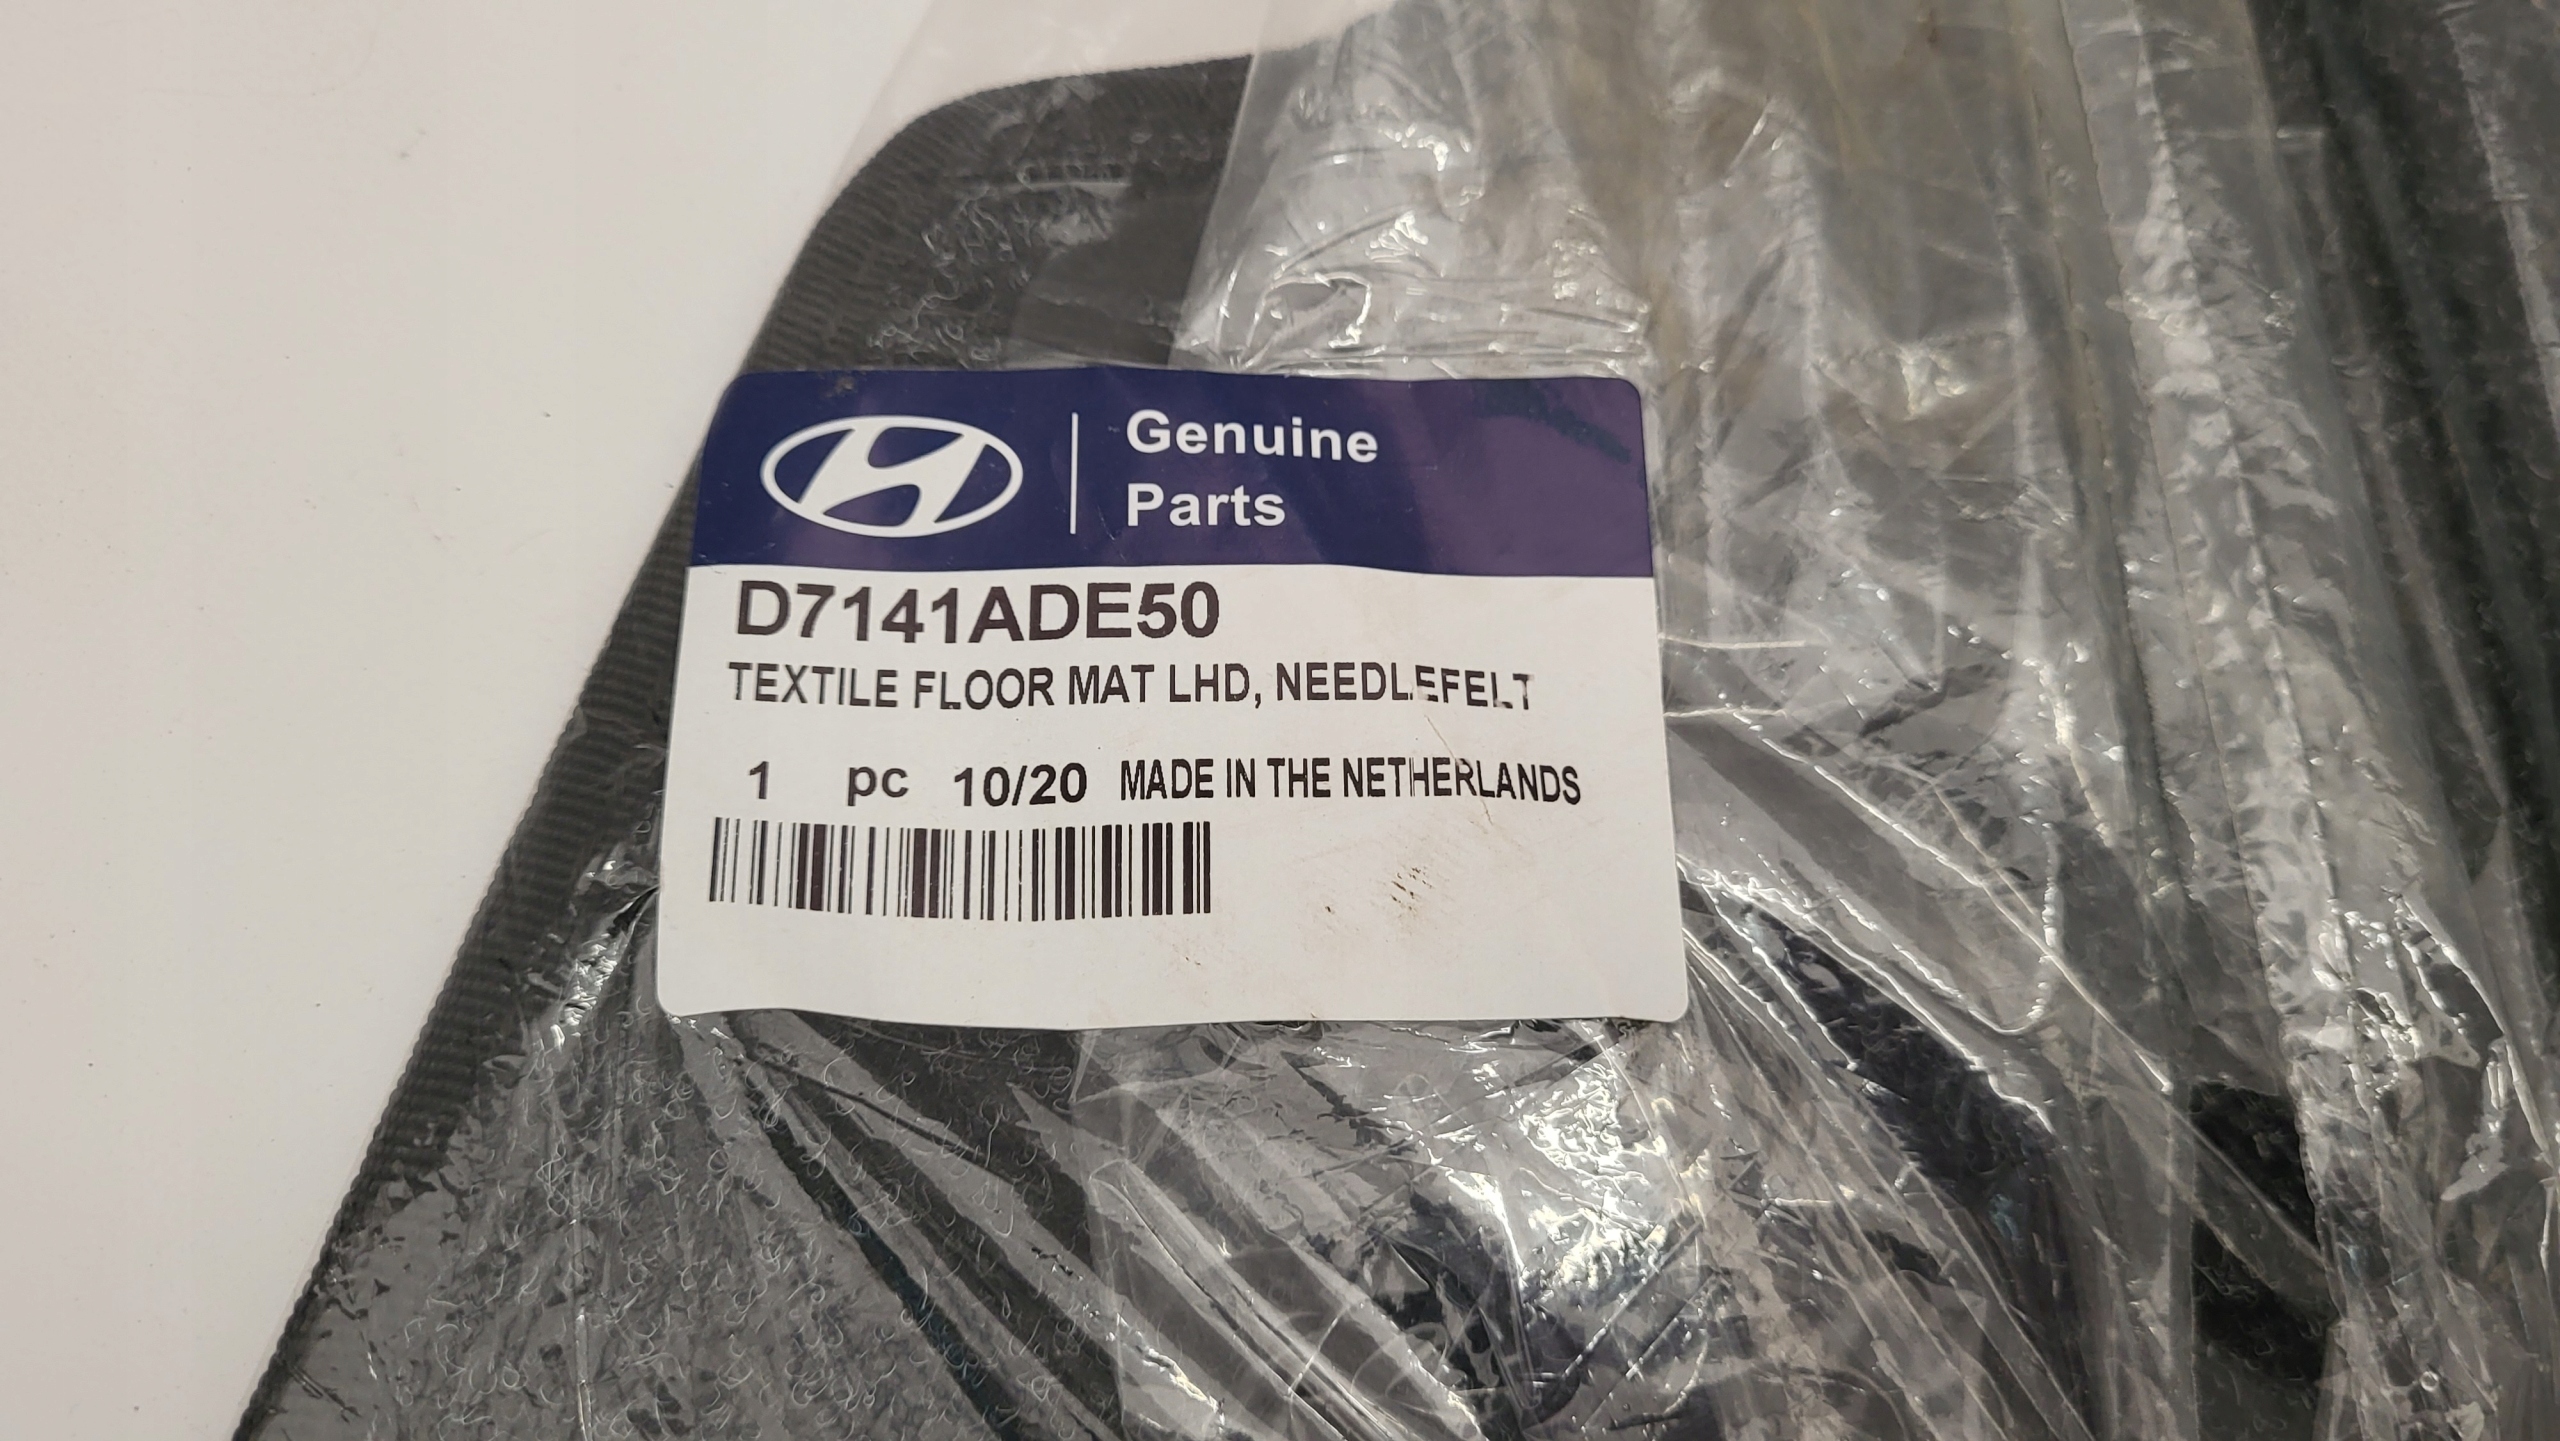 Genuine
Parts
D7141ADE50
TEXTILE FLOOR MAT LHD, NEEDLEFELT
1 pc 10/20 MADE IN THE NETHERLANDS